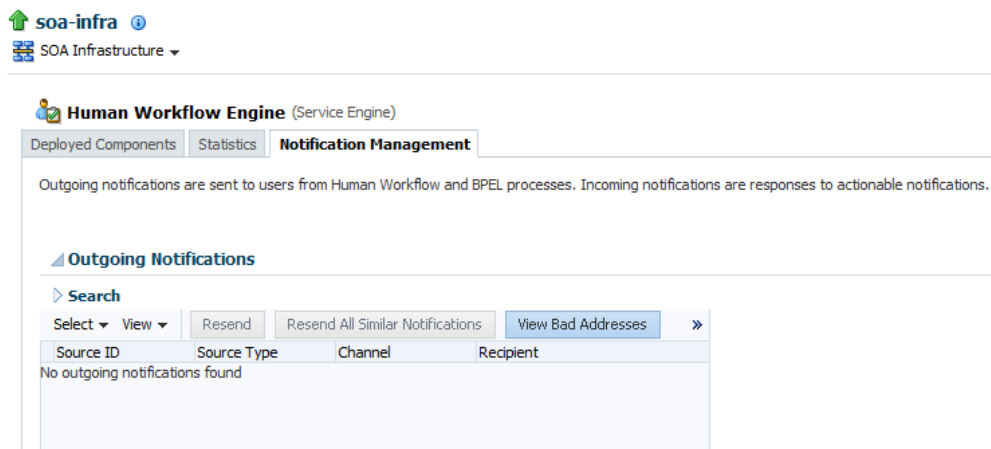 soa-infra
SOA Infrastructure
Human Workflow Engine (Service Engine)
Deployed Components Statistics Notification Management
Outgoing notifications are sent to users from Human Workflow and BPEL processes. Incoming notifications are responses to actionable notifications.
Outgoing Notifications
Search
Select View Resend Resend All Similar Notifications View Bad Addresses »
Source ID Source Type Channel Recipient
No outgoing notifications found